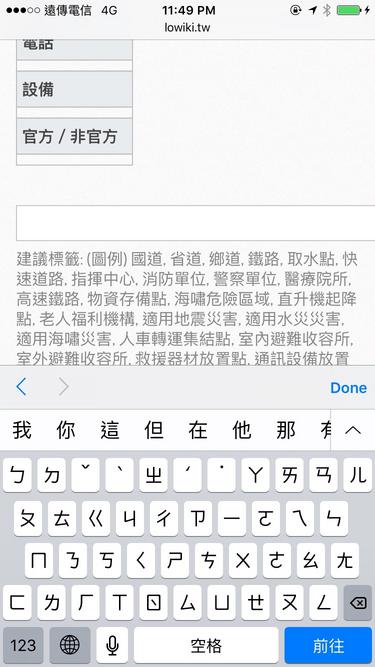 遠傳電信 4G 11:49 PM
lowiki.tw
電話
設備
官方 / 非官方
建議標籤: (圖例) 國道, 省道, 鄉道, 鐵路, 取水點, 快
速道路, 指揮中心, 消防單位, 警察單位, 醫療院所,
高速鐵路, 物資存備點, 海嘯危險區域, 直升機起降
點, 老人福利機構, 適用地震災害, 適用水災災害,
適用海嘯災害, 人車轉運集結點, 室內避難收容所,
室外避難收容所, 救援器材放置點, 通訊設備放置
Done
我 你 這 但 在 他 那 有
ㄅ ㄉ ˇ ˋ ㄓ ˊ ˙ ㄚ ㄞ ㄢ ㄦ
ㄆ ㄊ ㄍ ㄐ ㄔ ㄗ ㄧ ㄛ ㄟ ㄣ
ㄇ ㄋ ㄎ ㄑ ㄕ ㄘ ㄨ ㄜ ㄠ ㄤ
ㄈ ㄌ ㄏ ㄒ ㄖ ㄙ ㄩ ㄝ ㄡ ㄥ
123 空格 前往